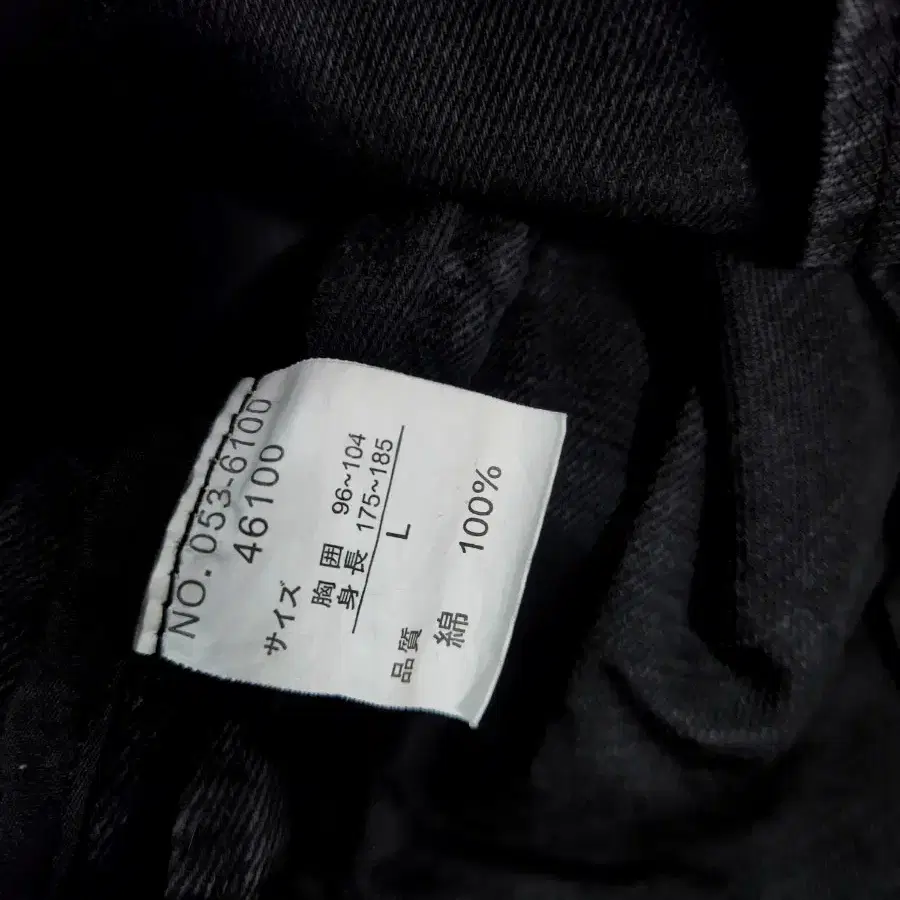 NO. 053-6100
46100
サイズ
胸囲 96~104
身長 175~185
L
品質
綿 100%